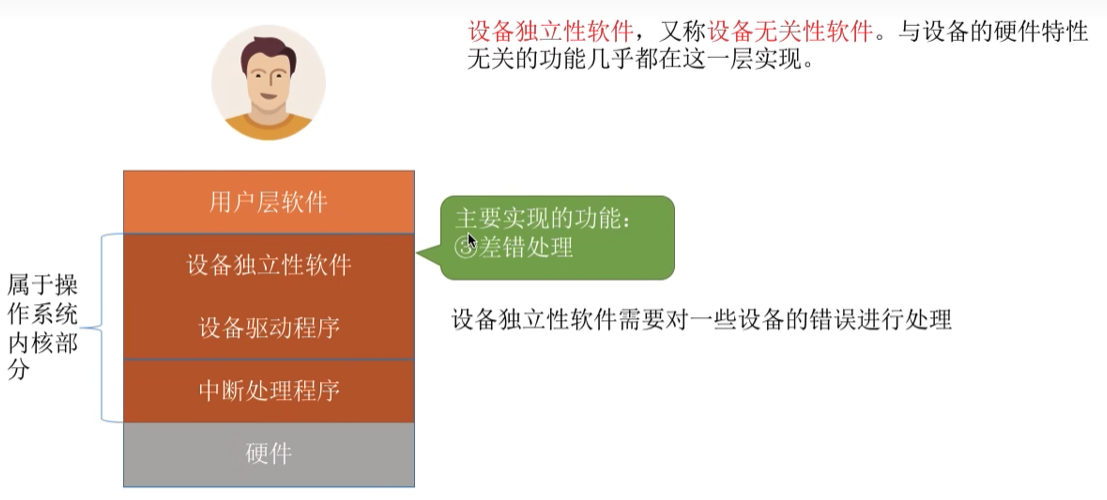 设备独立性软件，又称设备无关性软件。与设备的硬件特性
无关的功能几乎都在这一层实现。
用户层软件
设备独立性软件
设备驱动程序
中断处理程序
硬件
属于操
作系统
内核部
分
主要实现的功能：
③差错处理
设备独立性软件需要对一些设备的错误进行处理